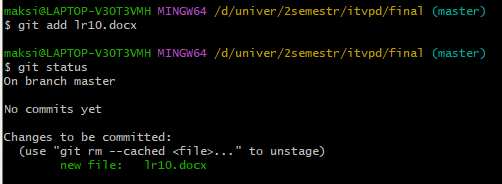 maksi@LAPTOP-V3OT3VMH MINGW64 /d/univer/2semestr/itvpd/final (master)
$ git add lr10.docx
maksi@LAPTOP-V3OT3VMH MINGW64 /d/univer/2semestr/itvpd/final (master)
$ git status
On branch master
No commits yet
Changes to be committed:
(use "git rm --cached <file>..." to unstage)
new file:   lr10.docx